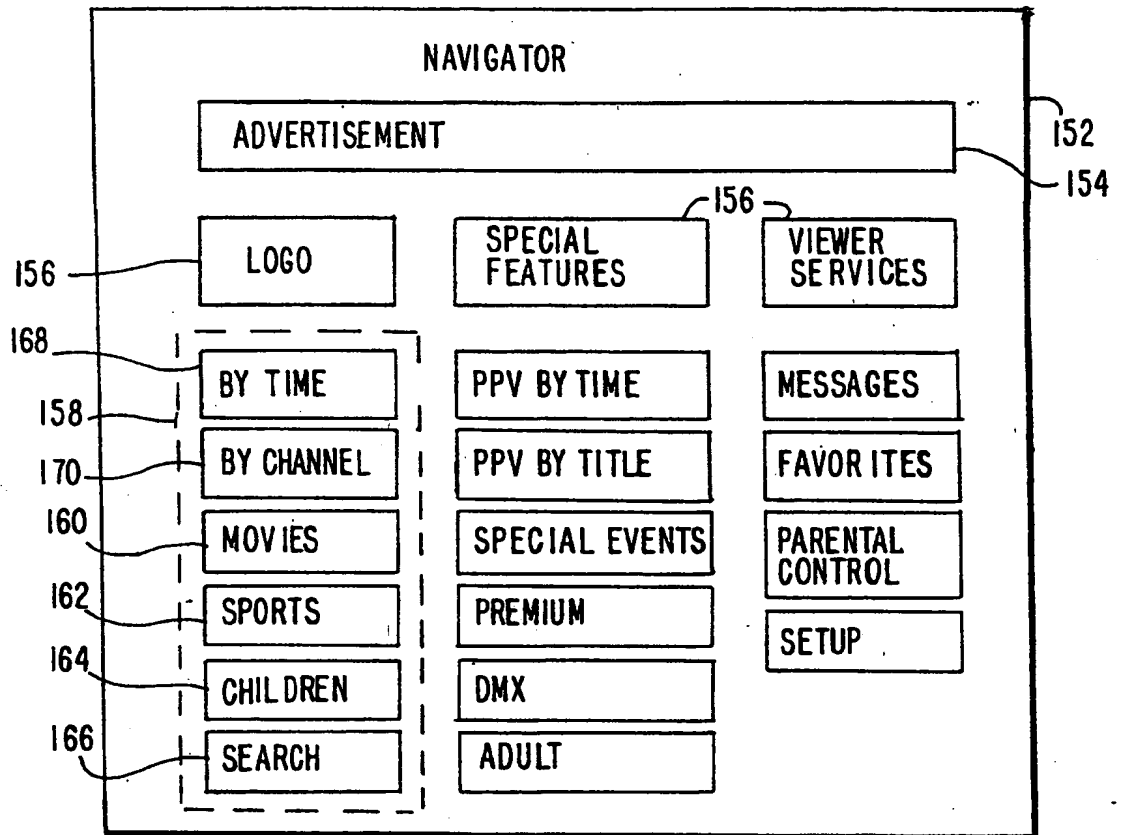 NAVIGATOR
ADVERTISEMENT
152
154
156
LOGO
SPECIAL
FEATURES
VIEWER
SERVICES
156
168
BY TIME
PPV BY TIME
MESSAGES
158
BY CHANNEL
PPV BY TITLE
FAVORITES
170
160
MOVIES
SPECIAL EVENTS
PARENTAL
CONTROL
162
SPORTS
PREMIUM
SETUP
164
CHILDREN
DMX
166
SEARCH
ADULT